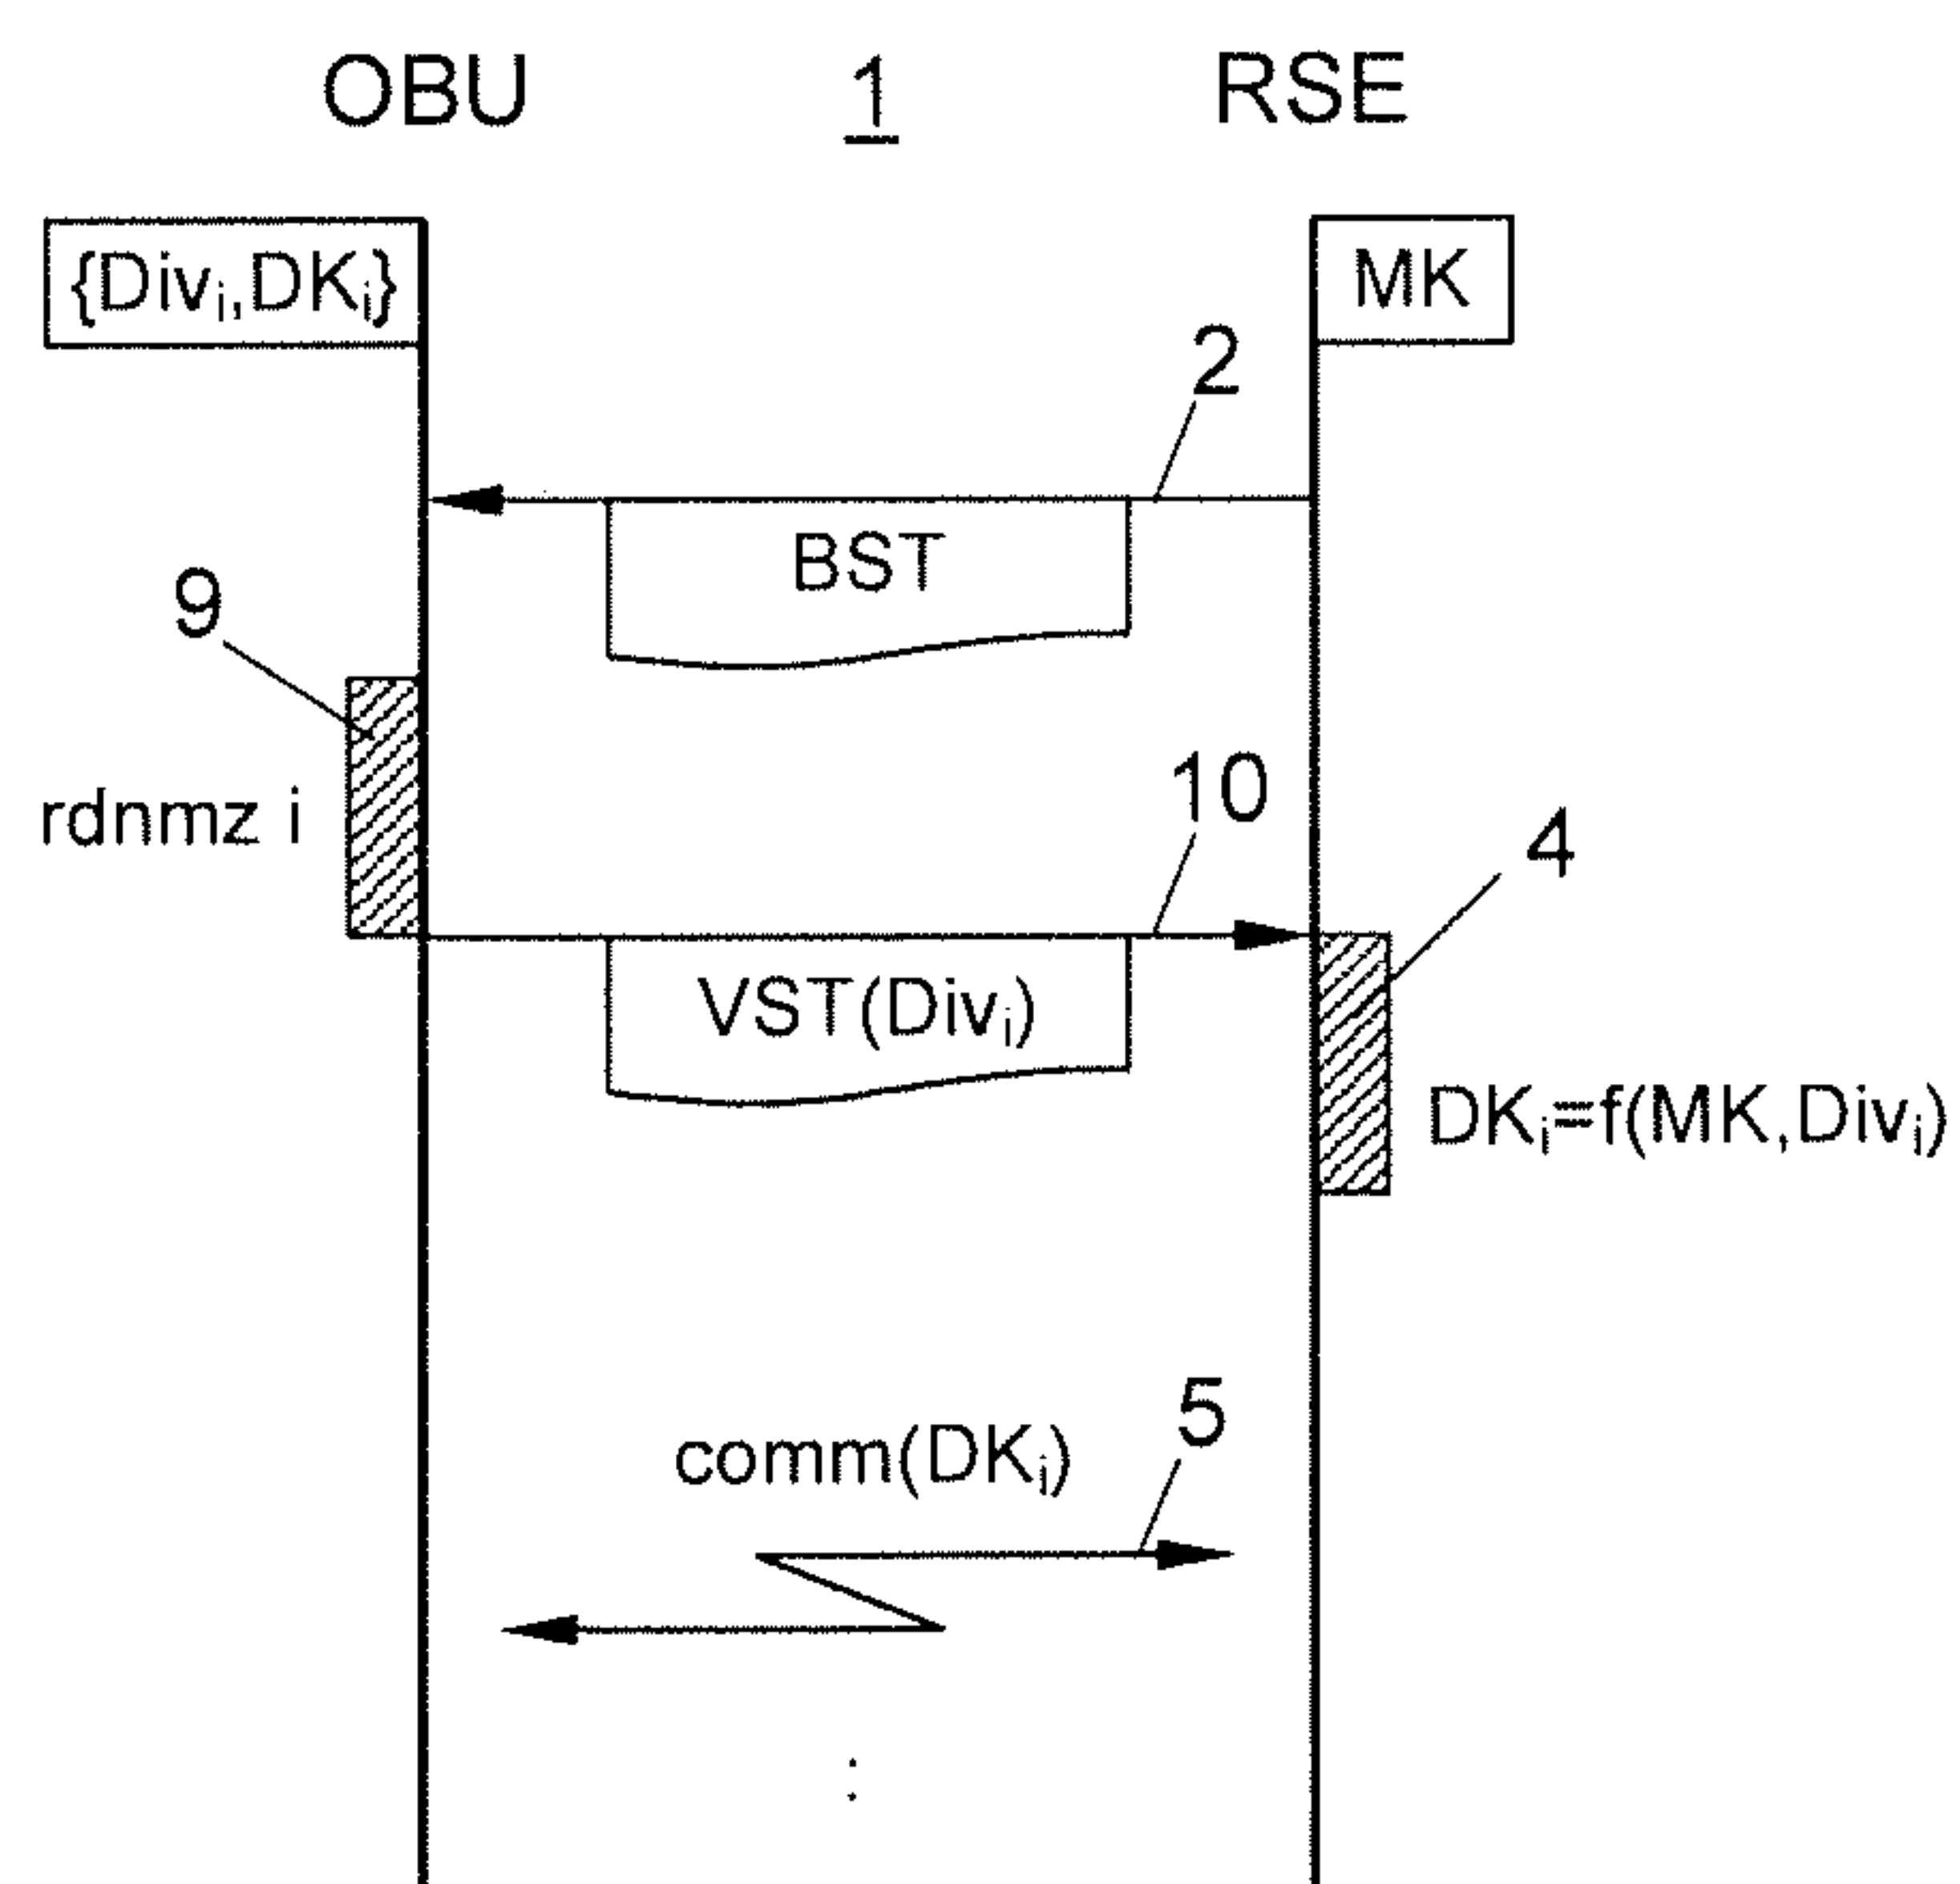 OBU 1 RSE
{Divᵢ,DKᵢ} MK
2
BST
9
10
rdnmz i
4
VST(Divᵢ)
DKᵢ=f(MK,Divᵢ)
5
comm(DKᵢ)
: